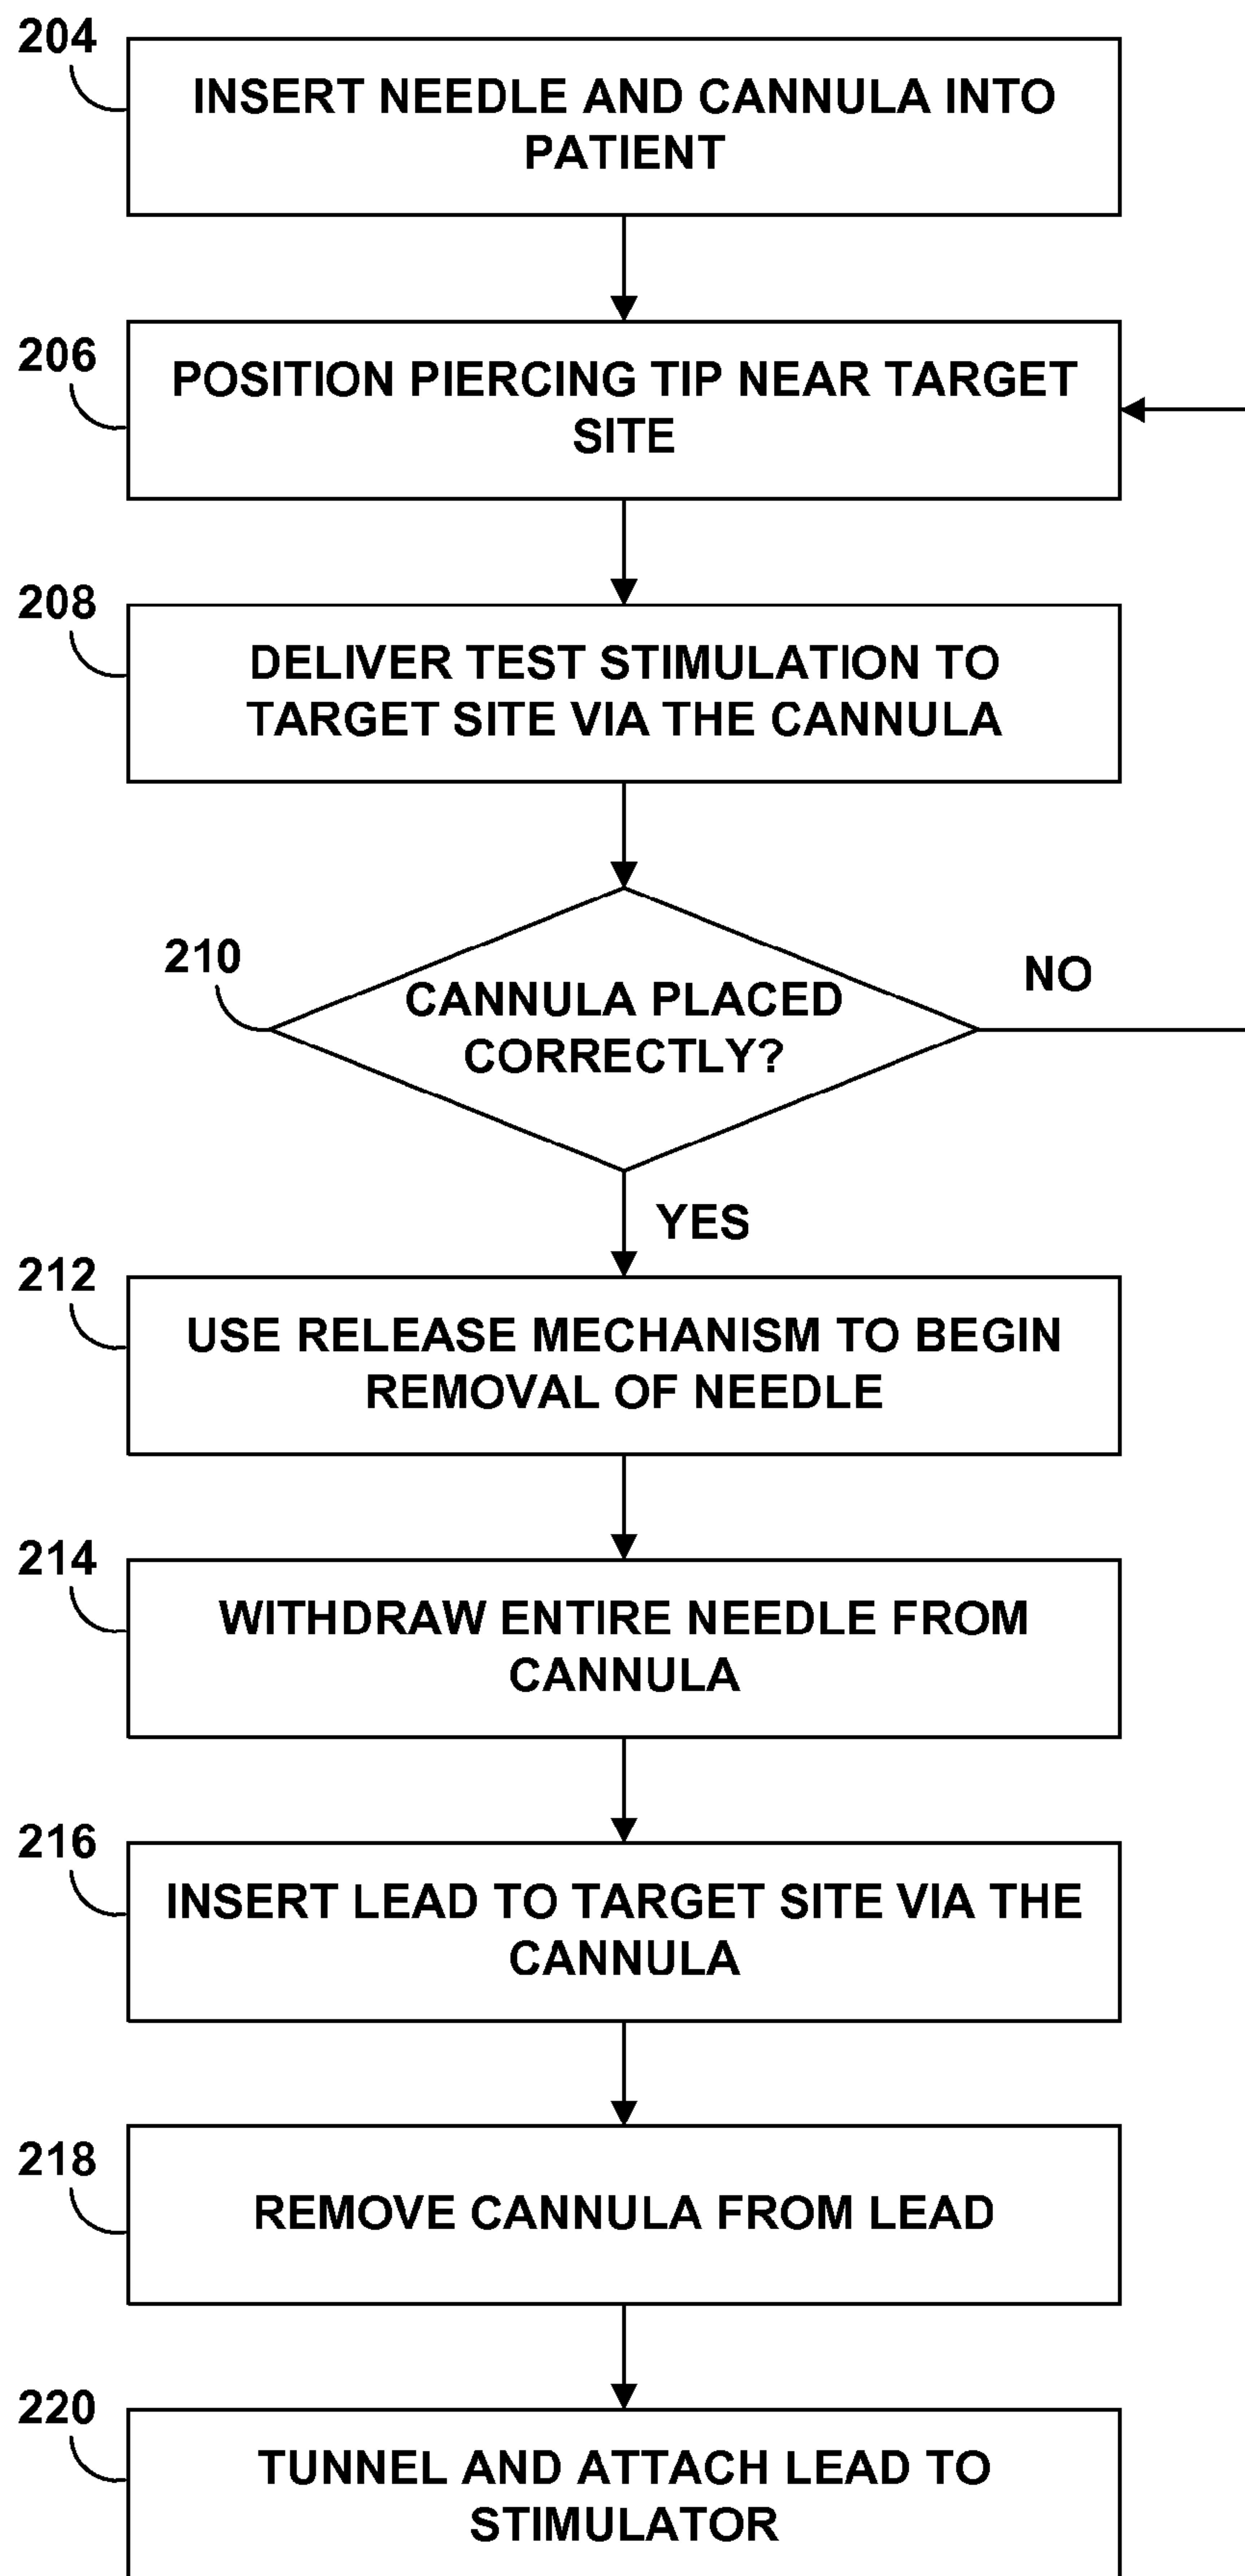 204
INSERT NEEDLE AND CANNULA INTO
PATIENT
206
POSITION PIERCING TIP NEAR TARGET
SITE
208
DELIVER TEST STIMULATION TO
TARGET SITE VIA THE CANNULA
210
CANNULA PLACED
CORRECTLY?
NO
YES
212
USE RELEASE MECHANISM TO BEGIN
REMOVAL OF NEEDLE
214
WITHDRAW ENTIRE NEEDLE FROM
CANNULA
216
INSERT LEAD TO TARGET SITE VIA THE
CANNULA
218
REMOVE CANNULA FROM LEAD
220
TUNNEL AND ATTACH LEAD TO
STIMULATOR